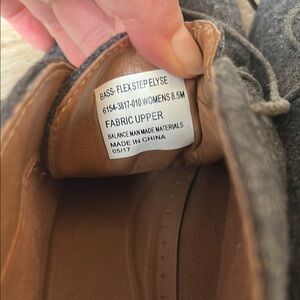 BASS-FLEX STEP ELYSE
6154-3817-010 WOMENS 8.5M
FABRIC UPPER
BALANCE MAN MADE MATERIALS
MADE IN CHINA
05/17